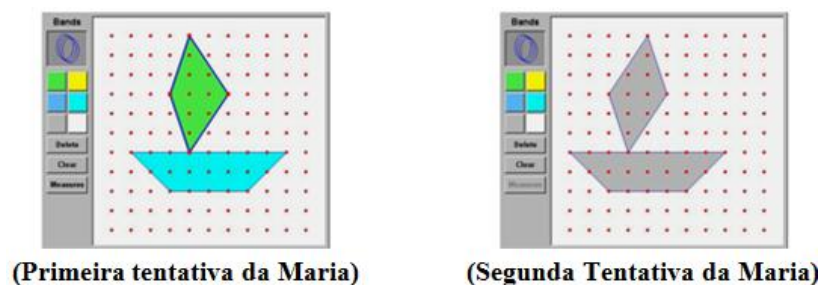 Bands
Delete
Clear
Measures
(Primeira tentativa da Maria)
Bands
Delete
Clear
Measures
(Segunda Tentativa da Maria)